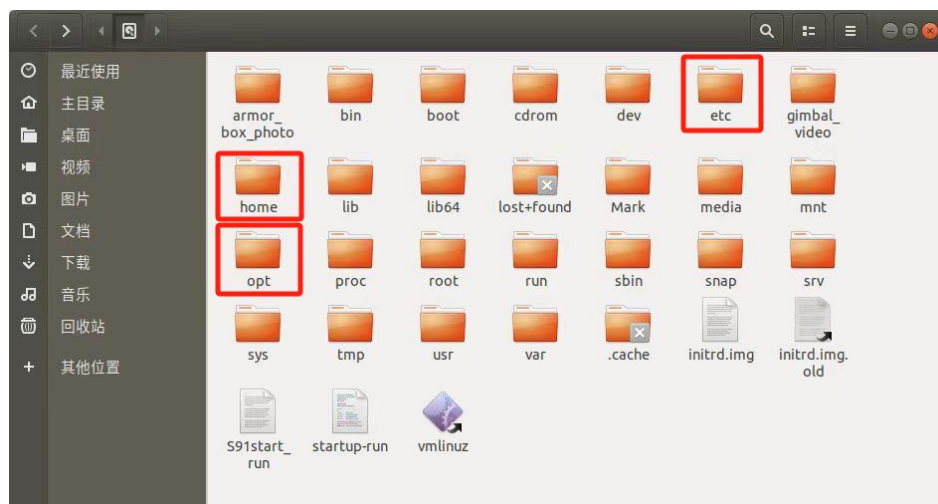 最近使用
主目录
桌面
视频
图片
文档
下载
音乐
回收站
其他位置
armor_
box_photo
bin
boot
cdrom
dev
etc
gimbal_
video
home
lib
lib64
lost+found
Mark
media
mnt
opt
proc
root
run
sbin
snap
srv
sys
tmp
usr
var
.cache
initrd.img
initrd.img.
old
S91start_
run
startup-run
vmlinuz